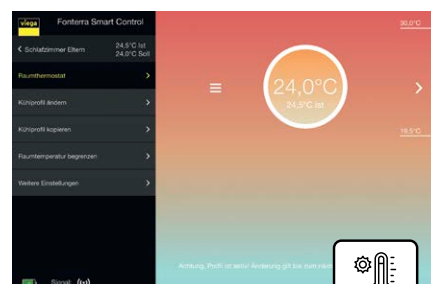 viega Fonterra Smart Control
Schlafzimmer Eltern 24.5°C Ist
24.0°C Soll
Raumthermostat
Kühlprofil ändern
Kühlprofil kopieren
Raumtemperatur begrenzen
Weitere Einstellungen
Signal:
30,0°C
24,0°C
24,5°C Ist
18,5°C
Achtung, Profil ist aktiv! Änderung gilt bis zum